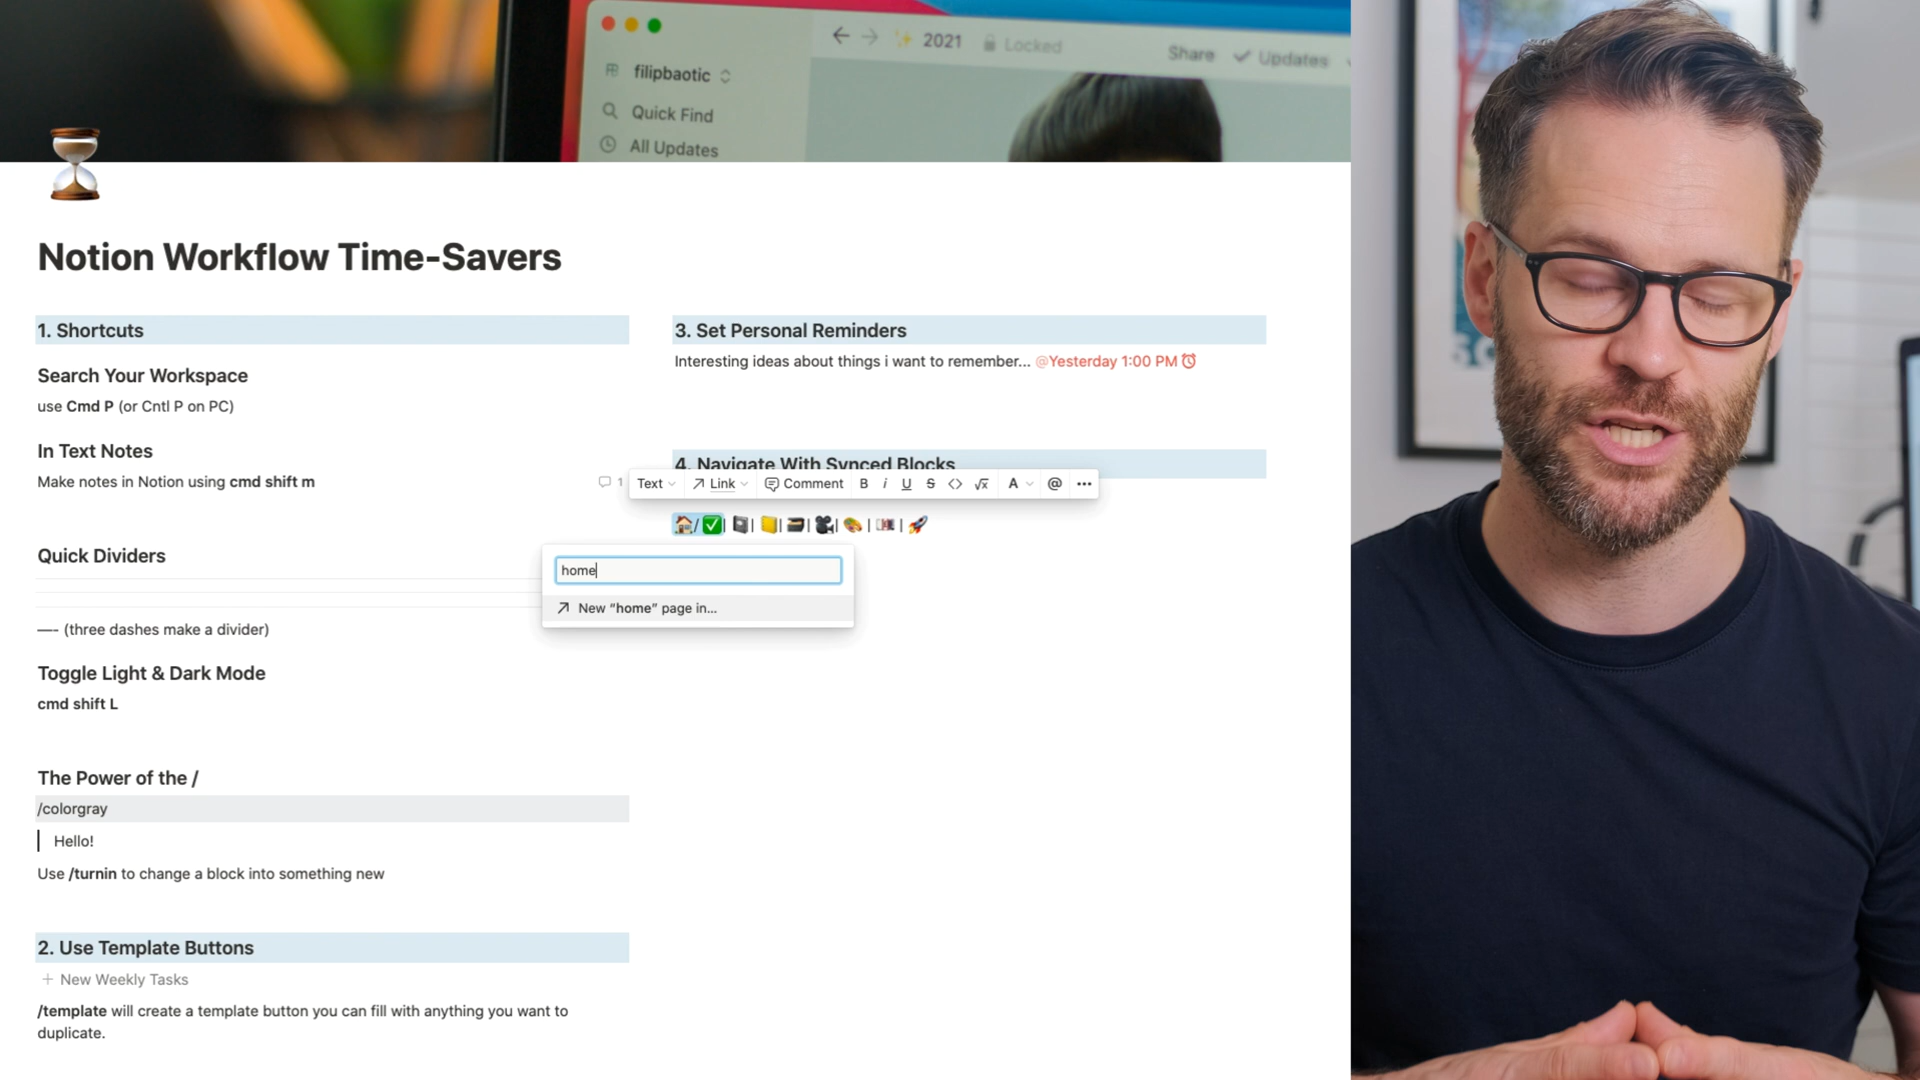 2021
Locked
Share
Updates
filipbaotic
Quick Find
All Updates
Notion Workflow Time-Savers
1. Shortcuts
Search Your Workspace
use Cmd P (or Cntl P on PC)
In Text Notes
Make notes in Notion using cmd shift m
1
Quick Dividers
—- (three dashes make a divider)
Toggle Light & Dark Mode
cmd shift L
The Power of the /
/colorgray
Hello!
Use /turnin to change a block into something new
2. Use Template Buttons
+ New Weekly Tasks
/template will create a template button you can fill with anything you want to
duplicate.
3. Set Personal Reminders
Interesting ideas about things i want to remember... @Yesterday 1:00 PM
4. Navigate With Synced Blocks
Text Link Comment B i U S <> √x A @ •••
/ | | | | | | |
home
New “home” page in...